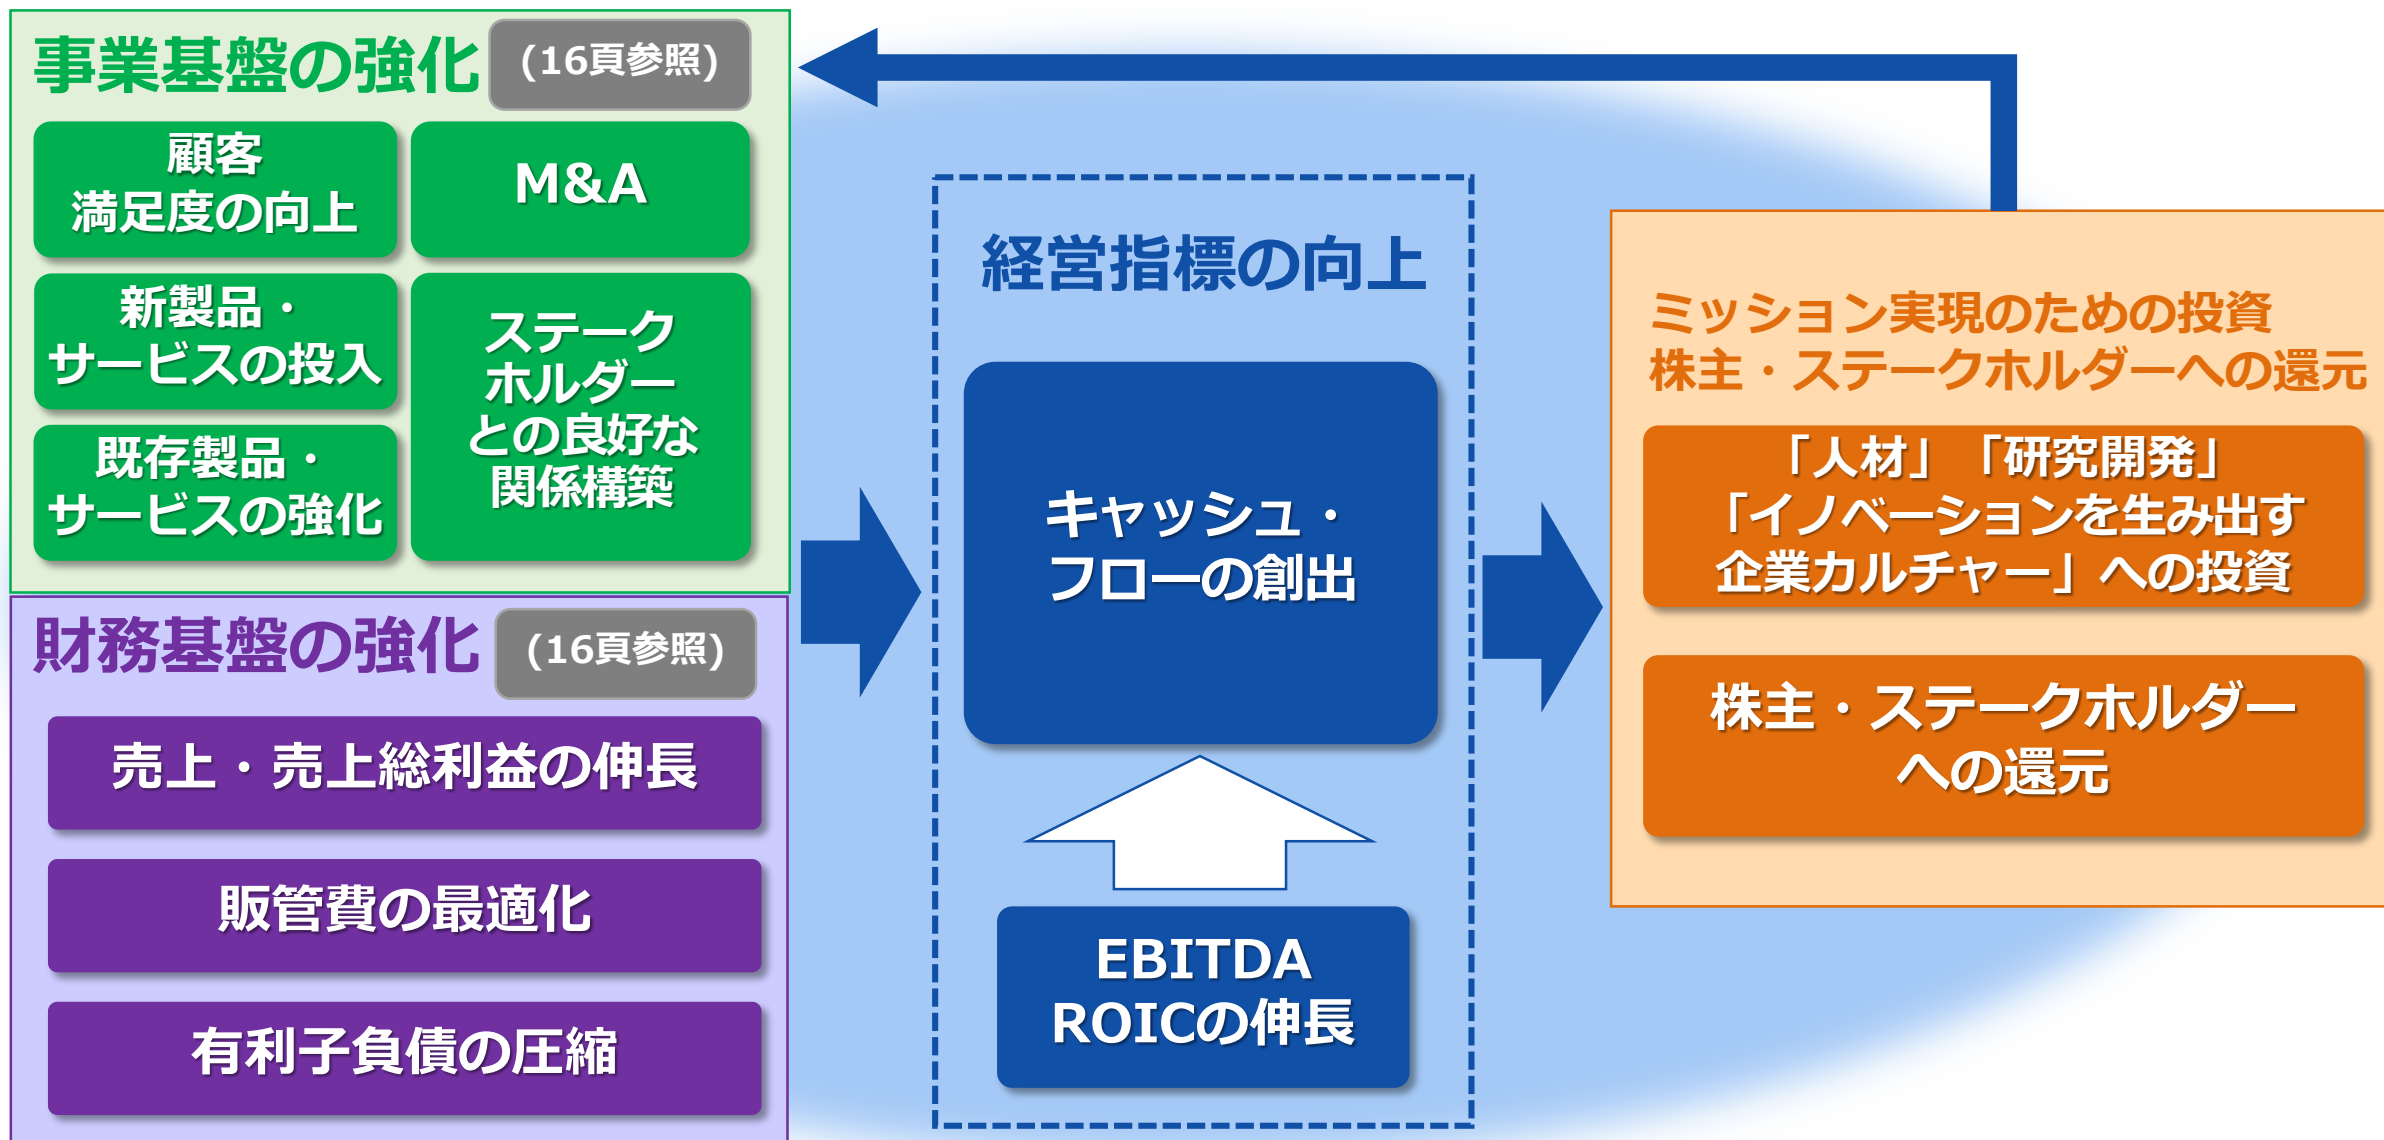 事業基盤の強化
(16頁参照)
顧客
満足度の向上
M&A
新製品・
サービスの投入
ステーク
ホルダー
との良好な
関係構築
既存製品・
サービスの強化
財務基盤の強化
(16頁参照)
売上・売上総利益の伸長
販管費の最適化
有利子負債の圧縮
経営指標の向上
キャッシュ・
フローの創出
EBITDA
ROICの伸長
ミッション実現のための投資
株主・ステークホルダーへの還元
「人材」「研究開発」
「イノベーションを生み出す
企業カルチャー」への投資
株主・ステークホルダー
への還元